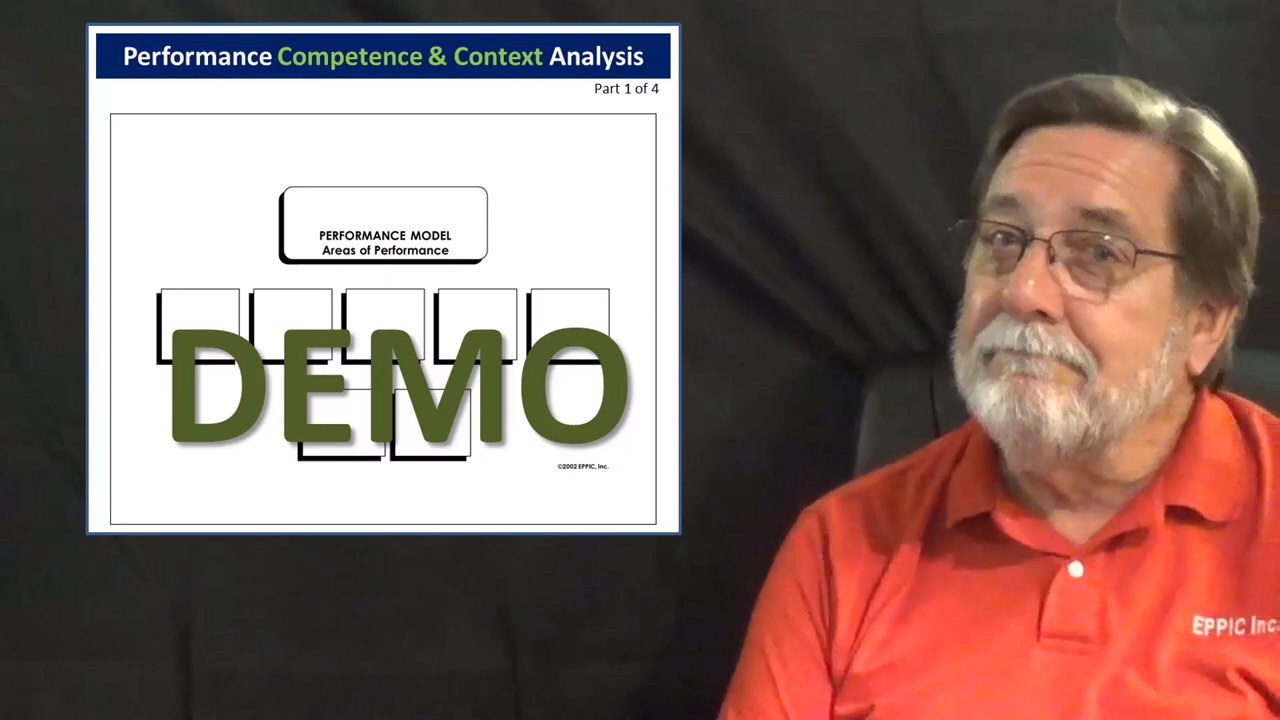 Performance Competence & Context Analysis
Part 1 of 4
PERFORMANCE MODEL
Areas of Performance
DEMO
©2002 EPPIC, Inc.
EPPIC Inc.